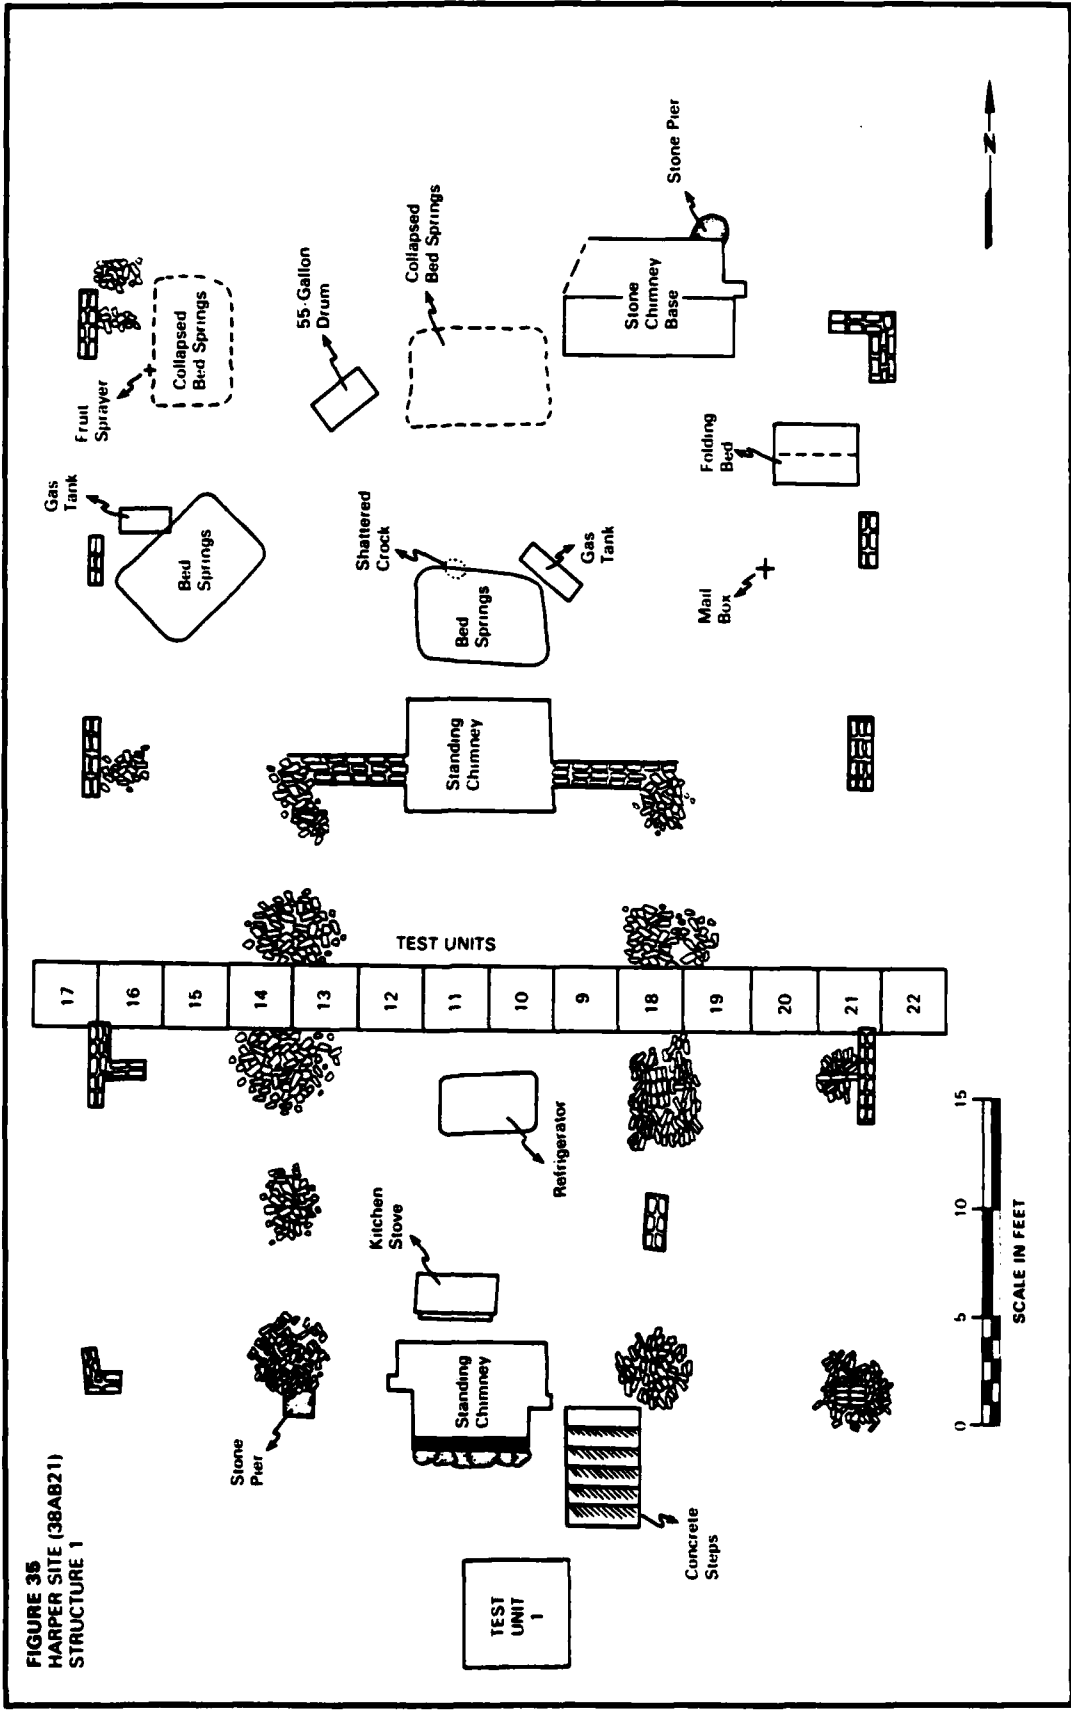 FIGURE 35
HARPER SITE (38AB21)
STRUCTURE 1
Fruit
Sprayer
Collapsed
Bed Springs
55-Gallon
Drum
Collapsed
Bed Springs
Stone Pier
Stone
Chimney
Base
Gas
Tank
Bed
Springs
Shattered
Crock
Bed
Springs
Gas
Tank
Folding
Bed
Mail
Box
N
Standing
Chimney
TEST UNITS
17
16
15
14
13
12
11
10
9
18
19
20
21
22
Refrigerator
Kitchen
Stove
Stone
Pier
Standing
Chimney
Concrete
Steps
TEST
UNIT
1
0
5
10
15
SCALE IN FEET